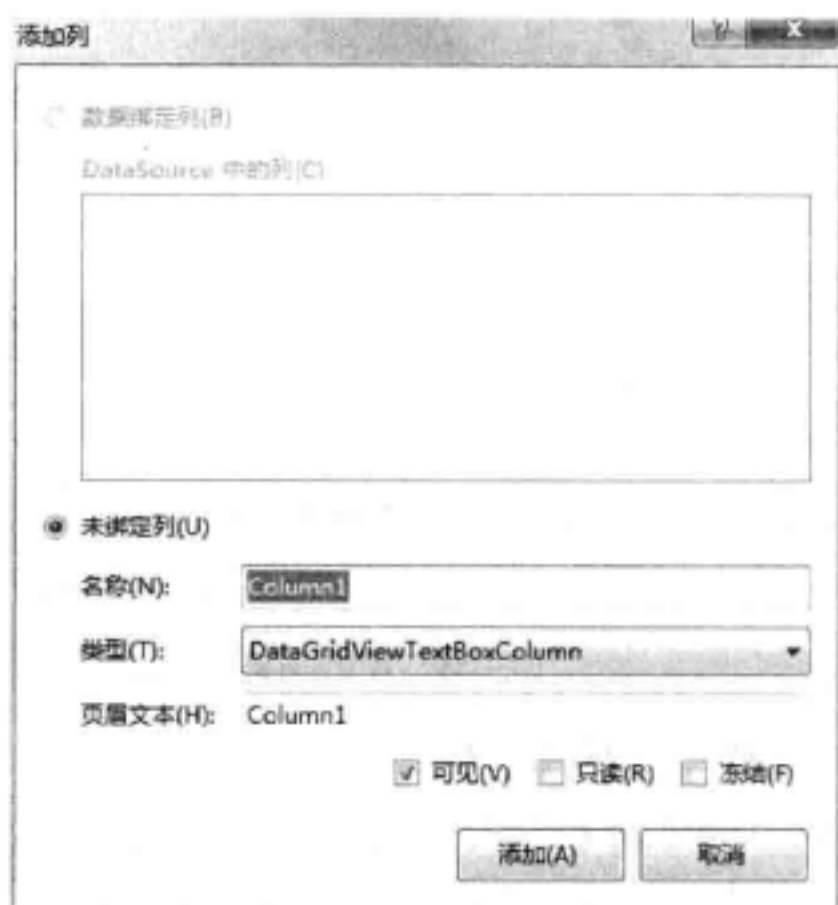 添加列
数据绑定列(B)
DataSource 中的列(C)
未绑定列(U)
名称(N): Column1
类型(T): DataGridViewTextBoxColumn
页眉文本(H): Column1
可见(V) 只读(R) 冻结(F)
添加(A) 取消